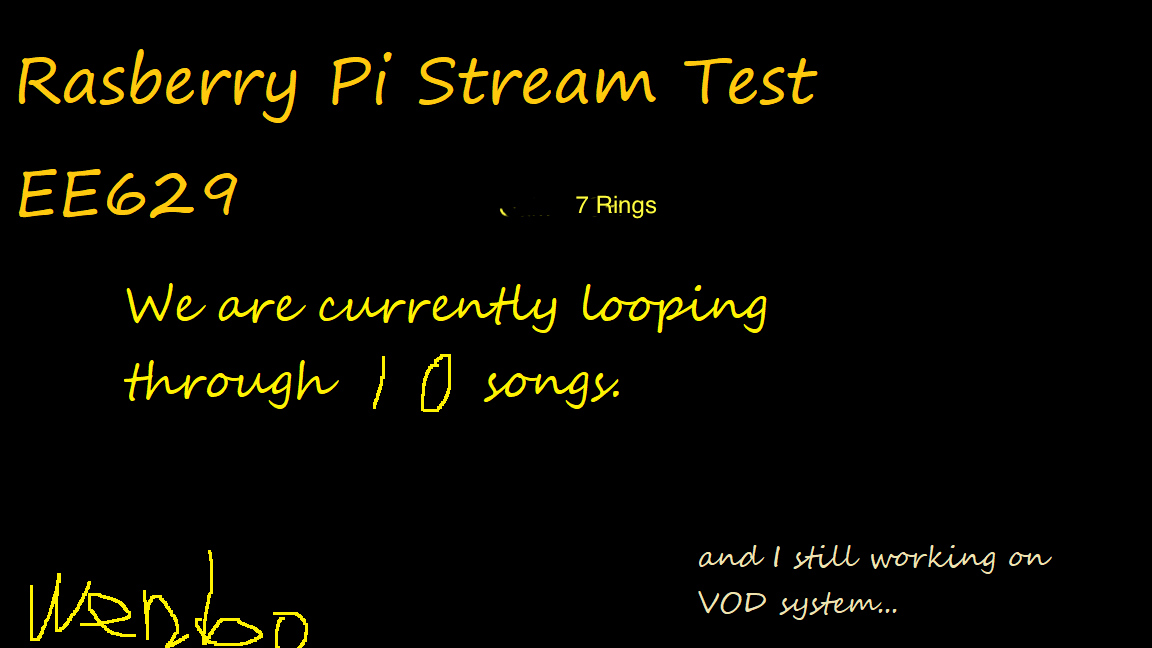 Rasberry Pi Stream Test
EE629
7 Rings
We are currently looping
through 10 songs.
and I still working on
VOD system...
wenbo